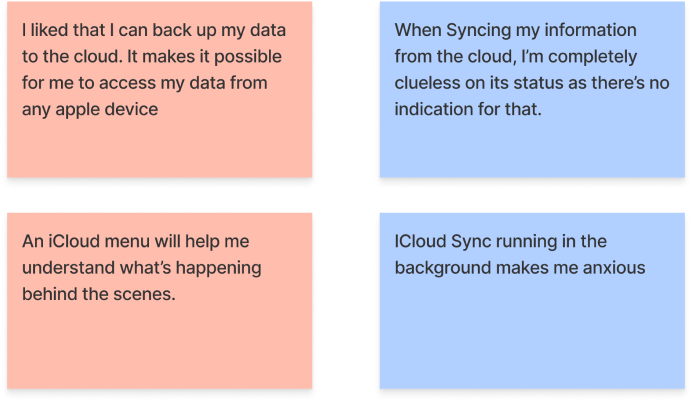 I liked that I can back up my data
to the cloud. It makes it possible
for me to access my data from
any apple device
When Syncing my information
from the cloud, I’m completely
clueless on its status as there’s no
indication for that.
An iCloud menu will help me
understand what’s happening
behind the scenes.
ICloud Sync running in the
background makes me anxious